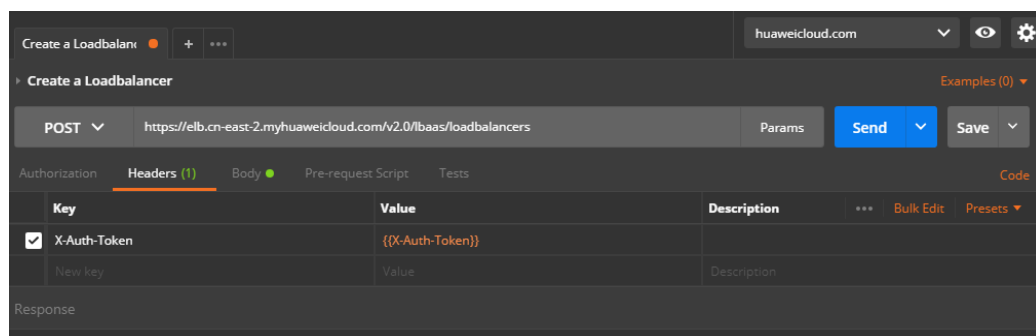 Create a Loadbalanc + ••• huaweicloud.com
Create a Loadbalancer Examples (0)
POST https://elb.cn-east-2.myhuaweicloud.com/v2.0/lbaas/loadbalancers Params Send Save
Authorization Headers (1) Body Pre-request Script Tests Code
Key Value Description ••• Bulk Edit Presets
X-Auth-Token {{X-Auth-Token}}
New key Value Description
Response